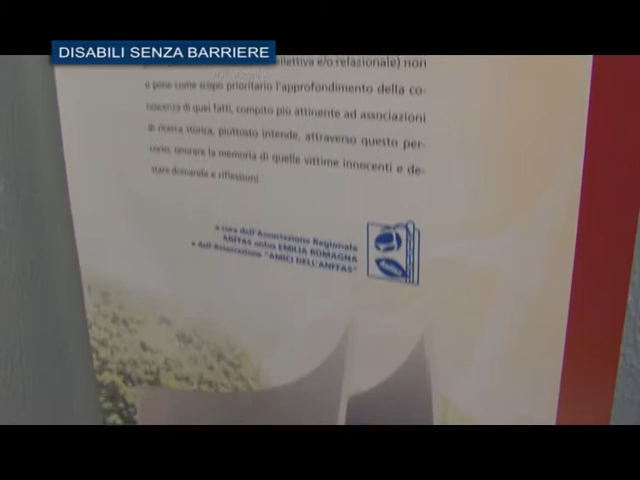 DISABILI SENZA BARRIERE
ellettiva e/o relazionale) non
si pone come scopo prioritario l'approfondimento della co-
noscenza di quei fatti, compito più attinente ad associazioni
di ricerca storica, piuttosto intende, attraverso questo per-
corso, onorare la memoria di quelle vittime innocenti e de-
stare domande e riflessioni.
a cura dell'Associazione Regionale
ANFFAS onlus EMILIA ROMAGNA
e dell'Associazione "AMICI DELL'ANFFAS"